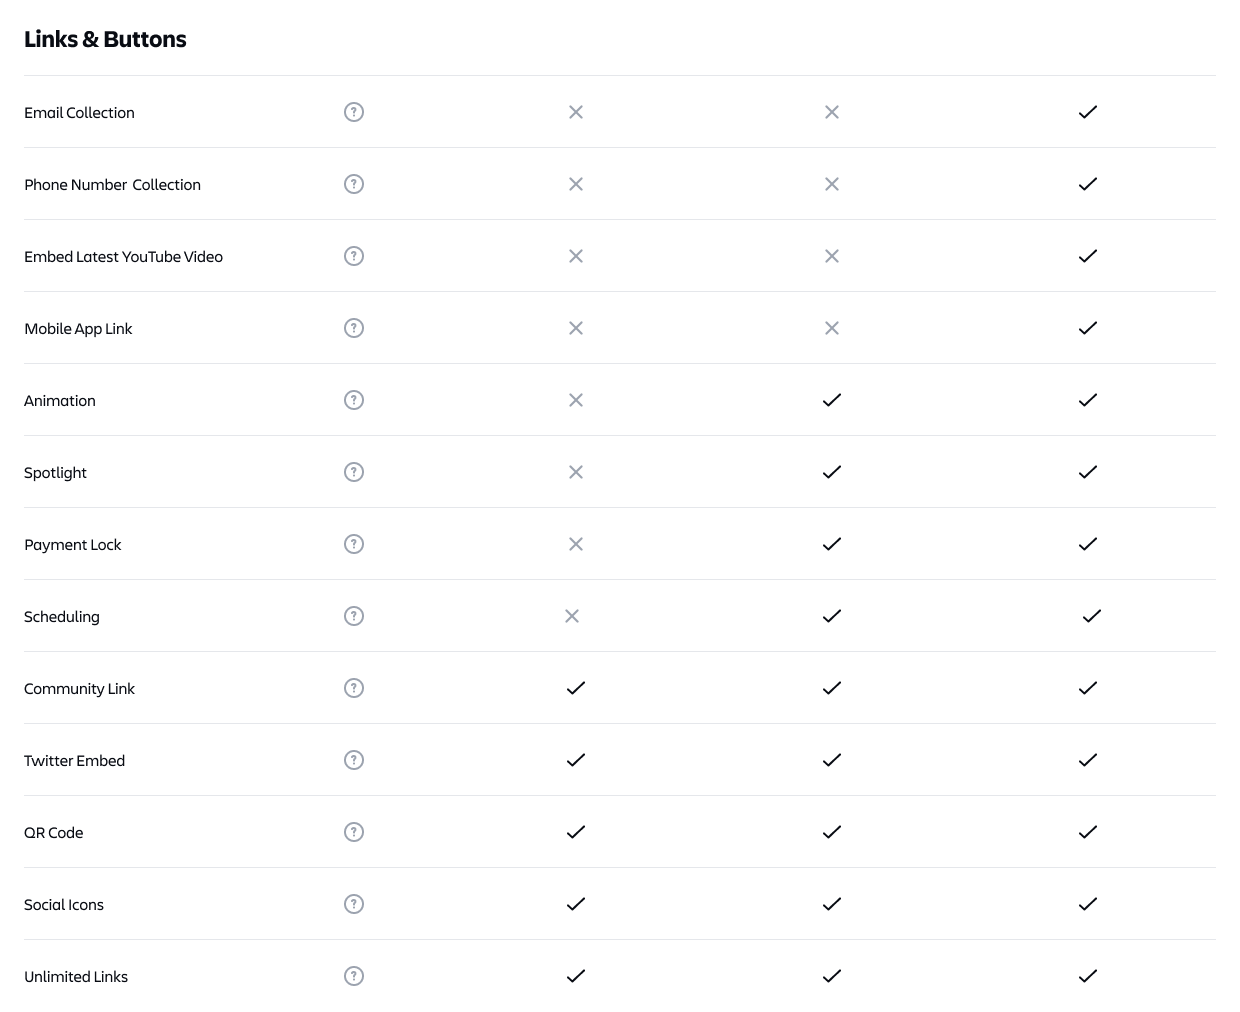 Links & Buttons
Email Collection
Phone Number Collection
Embed Latest YouTube Video
Mobile App Link
Animation
Spotlight
Payment Lock
Scheduling
Community Link
Twitter Embed
QR Code
Social Icons
Unlimited Links